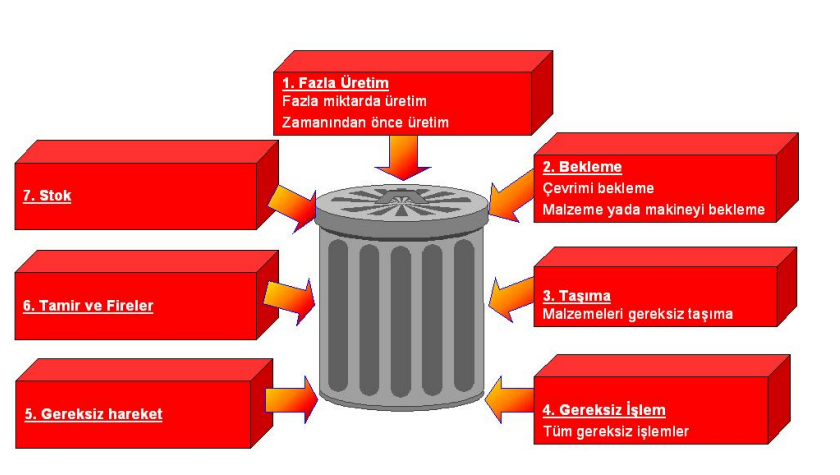 1. Fazla Üretim
Fazla miktarda üretim
Zamanından önce üretim
2. Bekleme
Çevrimi bekleme
Malzeme yada makineyi bekleme
3. Taşıma
Malzemeleri gereksiz taşıma
4. Gereksiz İşlem
Tüm gereksiz işlemler
5. Gereksiz hareket
6. Tamir ve Fireler
7. Stok